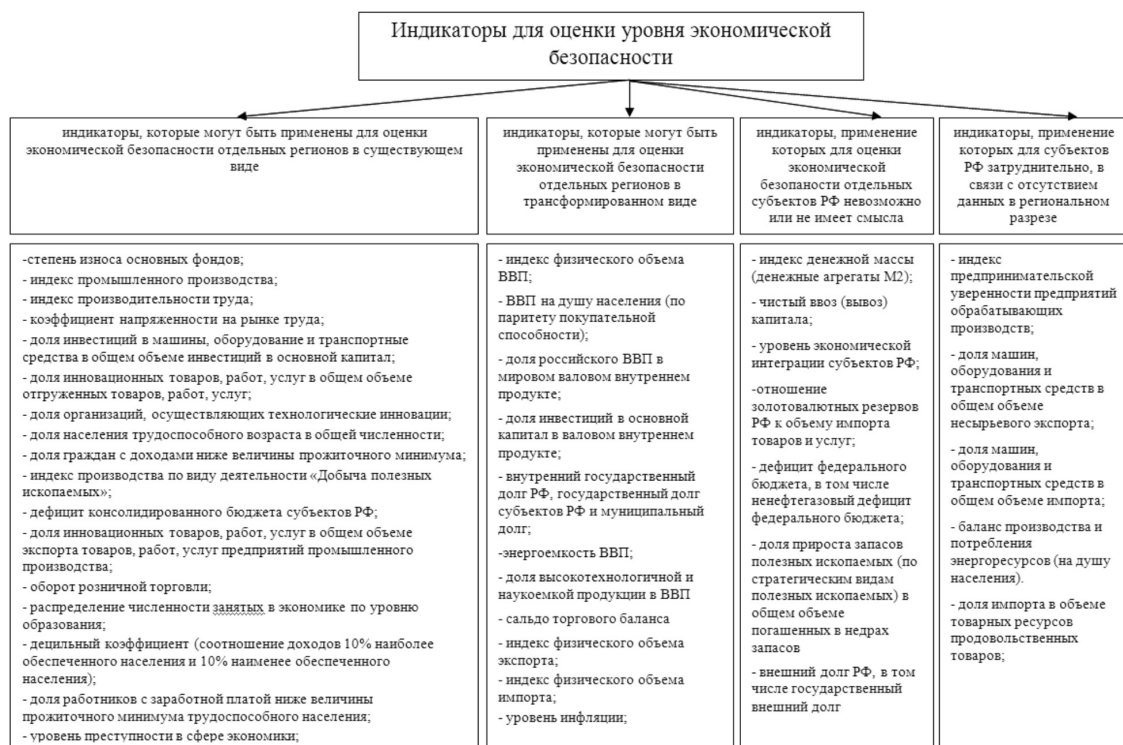 Индикаторы для оценки уровня экономической
безопасности
индикаторы, которые могут быть применены для оценки
экономической безопасности отдельных регионов в существующем
виде
-степень износа основных фондов;
- индекс промышленного производства;
- индекс производительности труда;
- коэффициент напряженности на рынке труда;
- доля инвестиций в машины, оборудование и транспортные
средства в общем объеме инвестиций в основной капитал;
- доля инновационных товаров, работ, услуг в общем объеме
отгруженных товаров, работ, услуг;
- доля организаций, осуществляющих технологические инновации;
- доля населения трудоспособного возраста в общей численности;
- доля граждан с доходами ниже величины прожиточного минимума;
- индекс производства по виду деятельности «Добыча полезных
ископаемых»;
- дефицит консолидированного бюджета субъектов РФ;
- доля инновационных товаров, работ, услуг в общем объеме
экспорта товаров, работ, услуг предприятий промышленного
производства;
- оборот розничной торговли;
- распределение численности занятых в экономике по уровню
образования;
- децильный коэффициент (соотношение доходов 10% наиболее
обеспеченного населения и 10% наименее обеспеченного
населения);
- доля работников с заработной платой ниже величины
прожиточного минимума трудоспособного населения;
- уровень преступности в сфере экономики;
индикаторы, которые могут быть
применены для оценки
экономической безопасности
отдельных регионов в
трансформированном виде
- индекс физического объема
ВВП;
- ВВП на душу населения (по
паритету покупательной
способности);
- доля российского ВВП в
мировом валовом внутреннем
продукте;
- доля инвестиций в основной
капитал в валовом внутреннем
продукте;
- внутренний государственный
долг РФ, государственный долг
субъектов РФ и муниципальный
долг;
-энергоемкость ВВП;
- доля высокотехнологичной и
наукоемкой продукции в ВВП
- сальдо торгового баланса
- индекс физического объема
экспорта;
- индекс физического объема
импорта;
- уровень инфляции;
индикаторы, применение
которых для оценки
экономической
безопаности отдельных
субъектов РФ невозможно
или не имеет смысла
- индекс денежной массы
(денежные агрегаты М2);
- чистый ввоз (вывоз)
капитала;
- уровень экономической
интеграции субъектов РФ;
-отношение
золотовалютных резервов
РФ к объему импорта
товаров и услуг;
- дефицит федерального
бюджета, в том числе
ненефтегазовый дефицит
федерального бюджета;
- доля прироста запасов
полезных ископаемых (по
стратегическим видам
полезных ископаемых) в
общем объеме
погашенных в недрах
запасов
- внешний долг РФ, в том
числе государственный
внешний долг
индикаторы, применение
которых для субъектов
РФ затруднительно, в
связи с отсутствием
данных в региональном
разрезе
- индекс
предпринимательской
уверенности предприятий
обрабатывающих
производств;
- доля машин,
оборудования и
транспортных средств в
общем объеме
несырьевого экспорта;
- доля машин,
оборудования и
транспортных средств в
общем объеме импорта;
- баланс производства и
потребления
энергоресурсов (на душу
населения).
- доля импорта в объеме
товарных ресурсов
продовольственных
товаров;